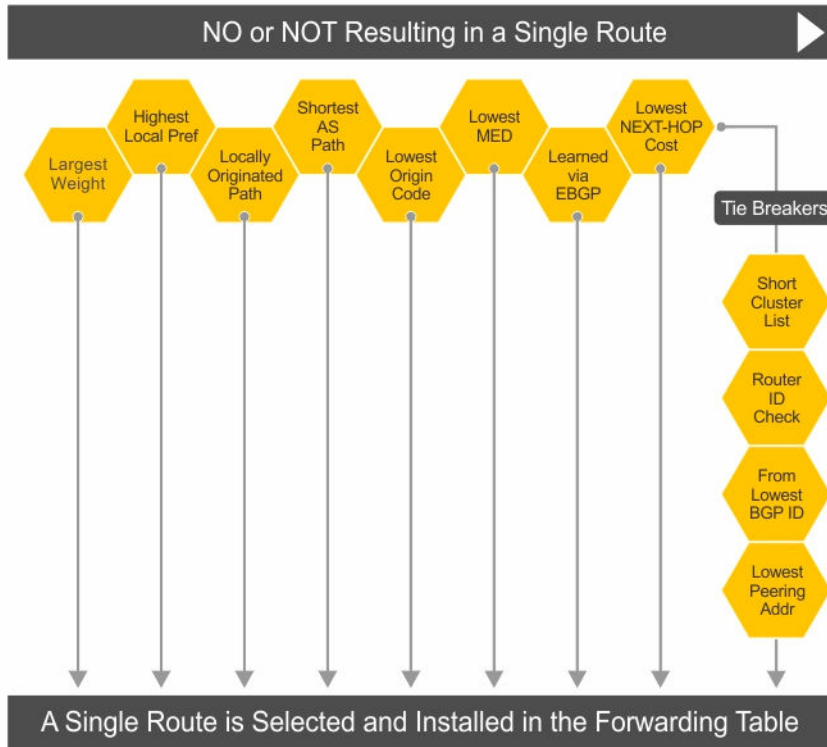 NO or NOT Resulting in a Single Route
Largest
Weight
Highest
Local Pref
Locally
Originated
Path
Shortest
AS
Path
Lowest
Origin
Code
Lowest
MED
Learned
via
EBGP
Lowest
NEXT-HOP
Cost
Tie Breakers
Short
Cluster
List
Router
ID
Check
From
Lowest
BGP ID
Lowest
Peering
Addr
A Single Route is Selected and Installed in the Forwarding Table